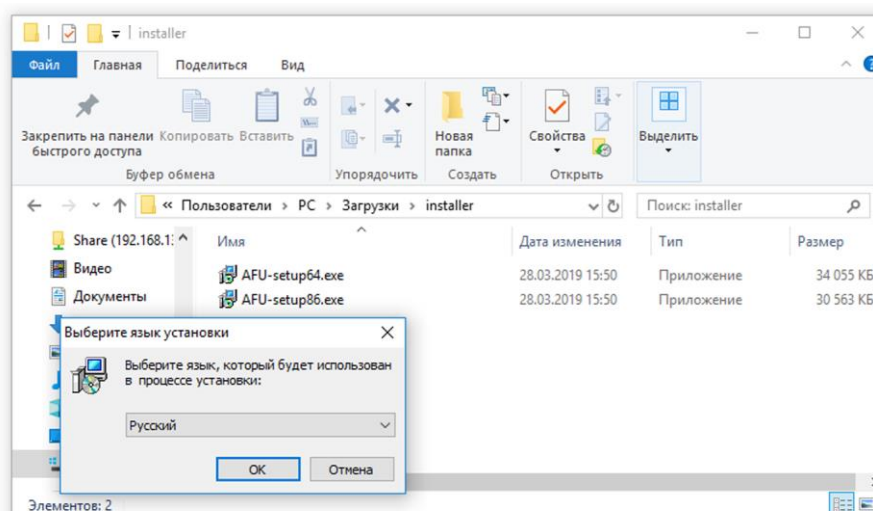 installer
Файл Главная Поделиться Вид
Закрепить на панели быстрого доступа
Копировать Вставить
Новая папка
Свойства
Выделить
Буфер обмена Упорядочить Создать Открыть
« Пользователи › PC › Загрузки › installer
Поиск: installer
Share (192.168.1
Имя Дата изменения Тип Размер
Видео
AFU-setup64.exe 28.03.2019 15:50 Приложение 34 055 КБ
Документы
AFU-setup86.exe 28.03.2019 15:50 Приложение 30 563 КБ
Выберите язык установки
Выберите язык, который будет использован
в процессе установки:
Русский
OK Отмена
Элементов: 2